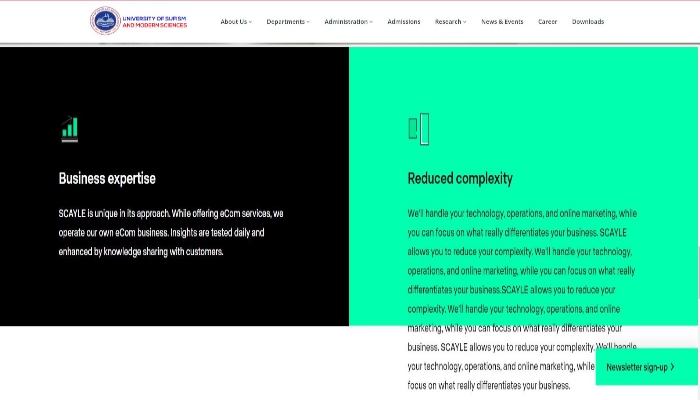 UNIVERSITY OF SUFISM
AND MODERN SCIENCES
About Us
Departments
Administration
Admissions
Research
News & Events
Career
Downloads
Business expertise
SCAYLE is unique in its approach. While offering eCom services, we
operate our own eCom business. Insights are tested daily and
enhanced by knowledge sharing with customers.
Reduced complexity
We'll handle your technology, operations, and online marketing, while
you can focus on what really differentiates your business. SCAYLE
allows you to reduce your complexity. We'll handle your technology,
operations, and online marketing, while you can focus on what really
differentiates your business.SCAYLE allows you to reduce your
complexity. We'll handle your technology, operations, and online
marketing, while you can focus on what really differentiates your
business. SCAYLE allows you to reduce your complexity. We'll handle
your technology, operations, and online marketing, while
focus on what really differentiates your business.
Newsletter sign-up